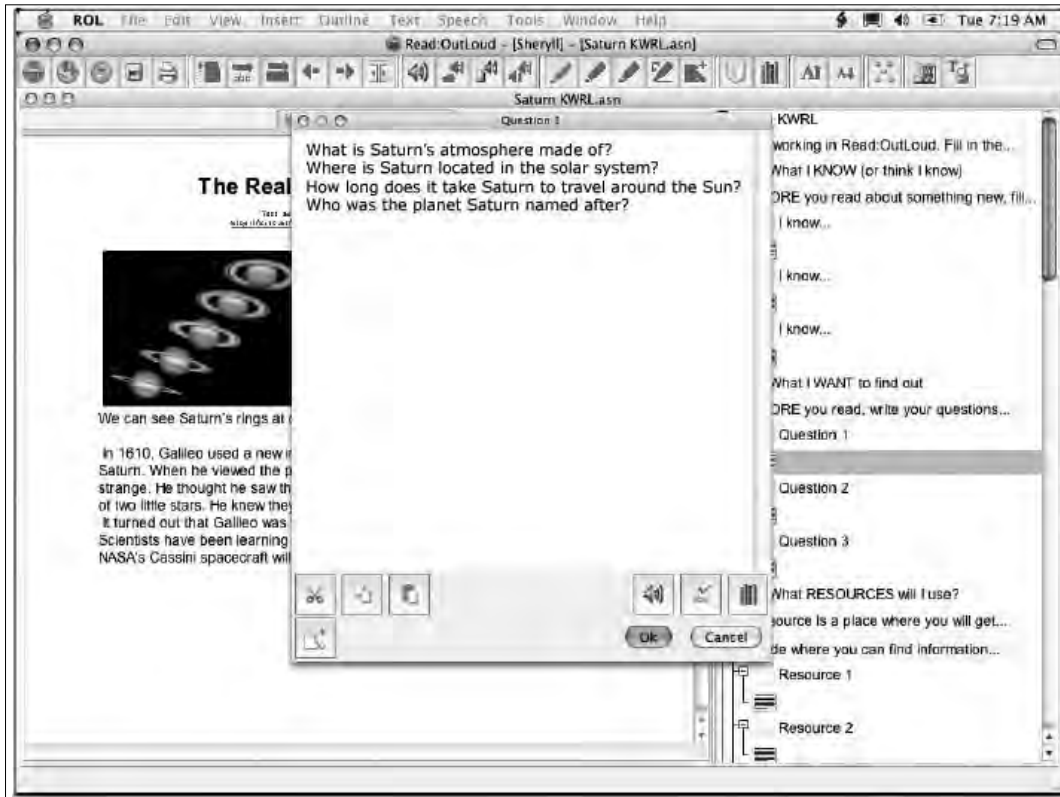 ROL File Edit View Insert Outline Text Speech Tools Window Help Tue 7:19 AM
Read:OutLoud - [Sheryll] - [Saturn KWRL.asn]
Saturn KWRL.asn
Question 1
What is Saturn's atmosphere made of?
Where is Saturn located in the solar system?
How long does it take Saturn to travel around the Sun?
Who was the planet Saturn named after?
Ok Cancel
The Real
We can see Saturn's rings at
In 1610, Galileo used a new
Saturn. When he viewed the
strange. He thought he saw
of two little stars. He knew they
It turned out that Galileo was
Scientists have been learning
NASA's Cassini spacecraft will
KWRL
working in Read:OutLoud. Fill in the...
What I KNOW (or think I know)
ORE you read about something new, fill...
I know...
I know...
I know...
What I WANT to find out
ORE you read, write your questions...
Question 1
Question 2
Question 3
What RESOURCES will I use?
source is a place where you will get...
de where you can find information...
Resource 1
Resource 2